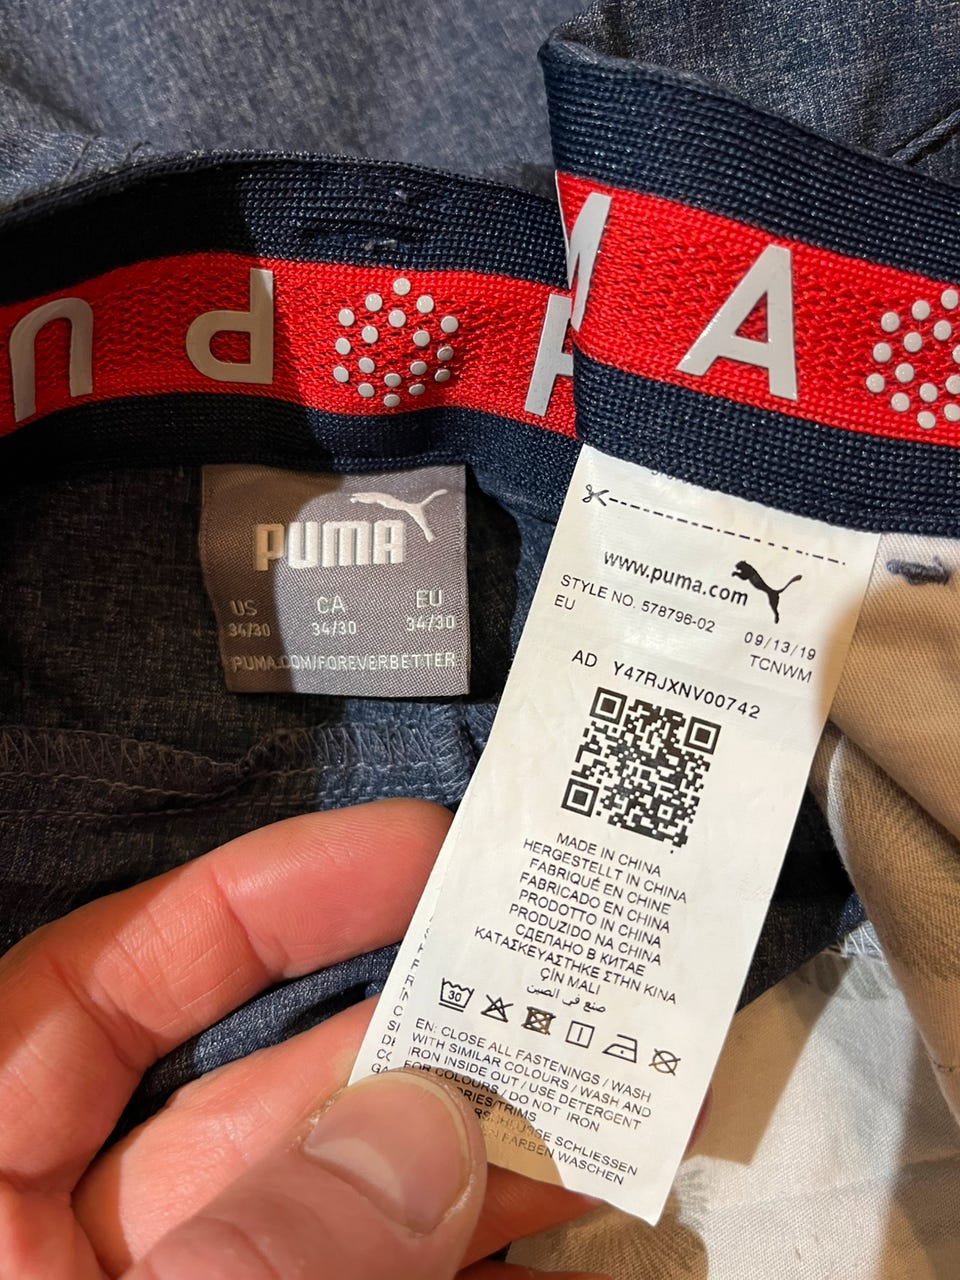 U P
M A
PUMA
US CA EU
34/30 34/30 34/30
PUMA.COM/FOREVERBETTER
www.puma.com
STYLE NO. 578796-02 09/13/19
EU TCNWM
AD Y47RJXNV00742
MADE IN CHINA
HERGESTELLT IN CHINA
FABRIQUÉ EN CHINE
FABRICADO EN CHINA
PRODOTTO IN CHINA
PRODUZIDO NA CHINA
СДЕЛАНО В КИТАЕ
ΚΑΤΑΣΚΕΥΑΣΤΗΚΕ ΣΤΗΝ ΚΙΝΑ
ÇİN MALI
صنع في الصين
30
EN: CLOSE ALL FASTENINGS / WASH
WITH SIMILAR COLOURS / WASH AND
IRON INSIDE OUT / USE DETERGENT
FOR COLOURS / DO NOT IRON
/TRIMS
SCHLIESSEN
FARBEN WASCHEN